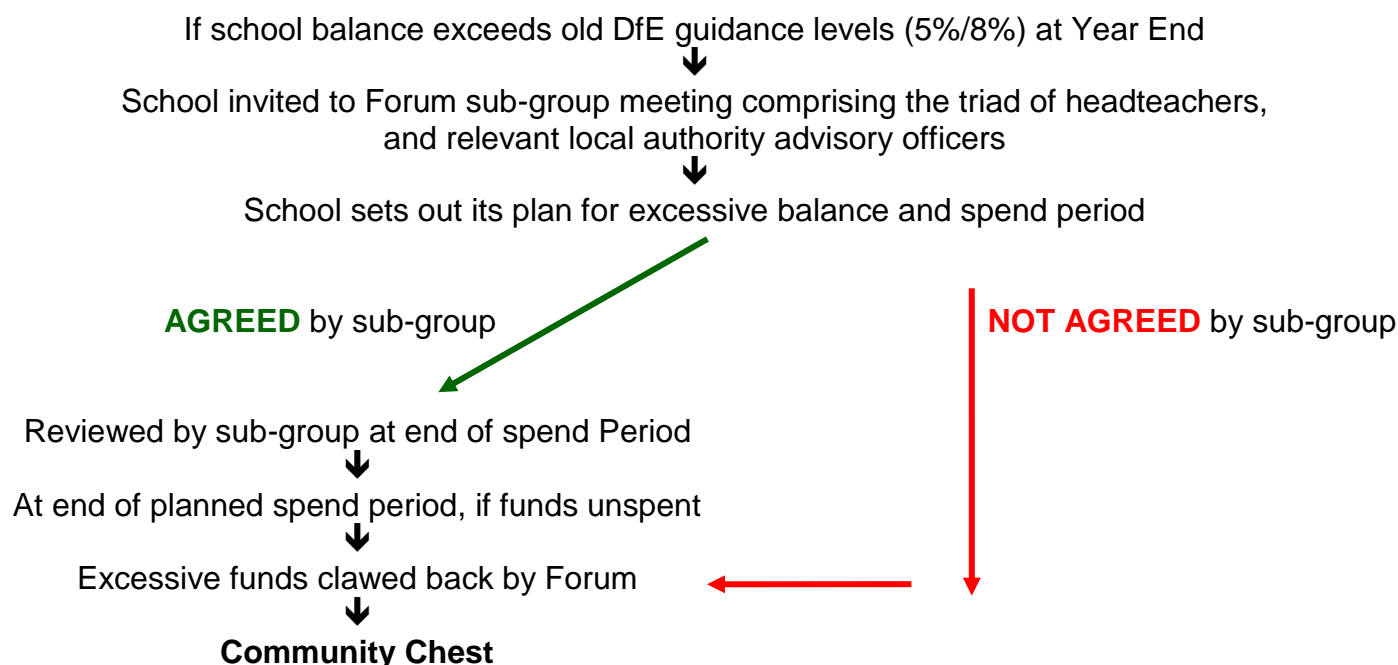 If school balance exceeds old DfE guidance levels (5%/8%) at Year End
School invited to Forum sub-group meeting comprising the triad of headteachers,
and relevant local authority advisory officers
School sets out its plan for excessive balance and spend period
AGREED by sub-group
NOT AGREED by sub-group
Reviewed by sub-group at end of spend Period
At end of planned spend period, if funds unspent
Excessive funds clawed back by Forum
Community Chest